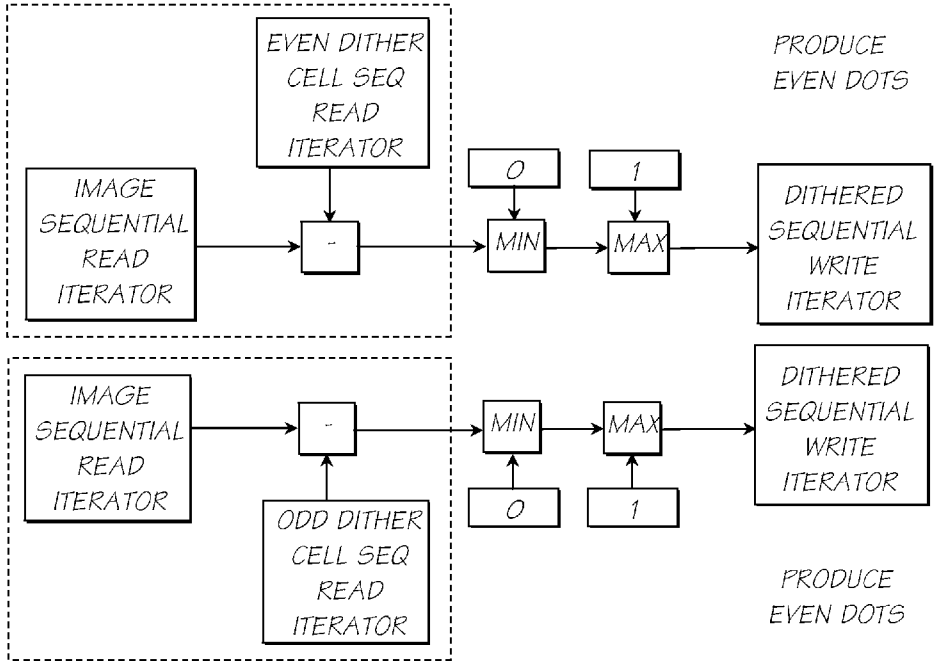 EVEN DITHER
CELL SEQ
READ
ITERATOR
PRODUCE
EVEN DOTS
IMAGE
SEQUENTIAL
READ
ITERATOR
-
0
1
MIN
MAX
DITHERED
SEQUENTIAL
WRITE
ITERATOR
IMAGE
SEQUENTIAL
READ
ITERATOR
-
MIN
MAX
0
1
DITHERED
SEQUENTIAL
WRITE
ITERATOR
ODD DITHER
CELL SEQ
READ
ITERATOR
PRODUCE
EVEN DOTS